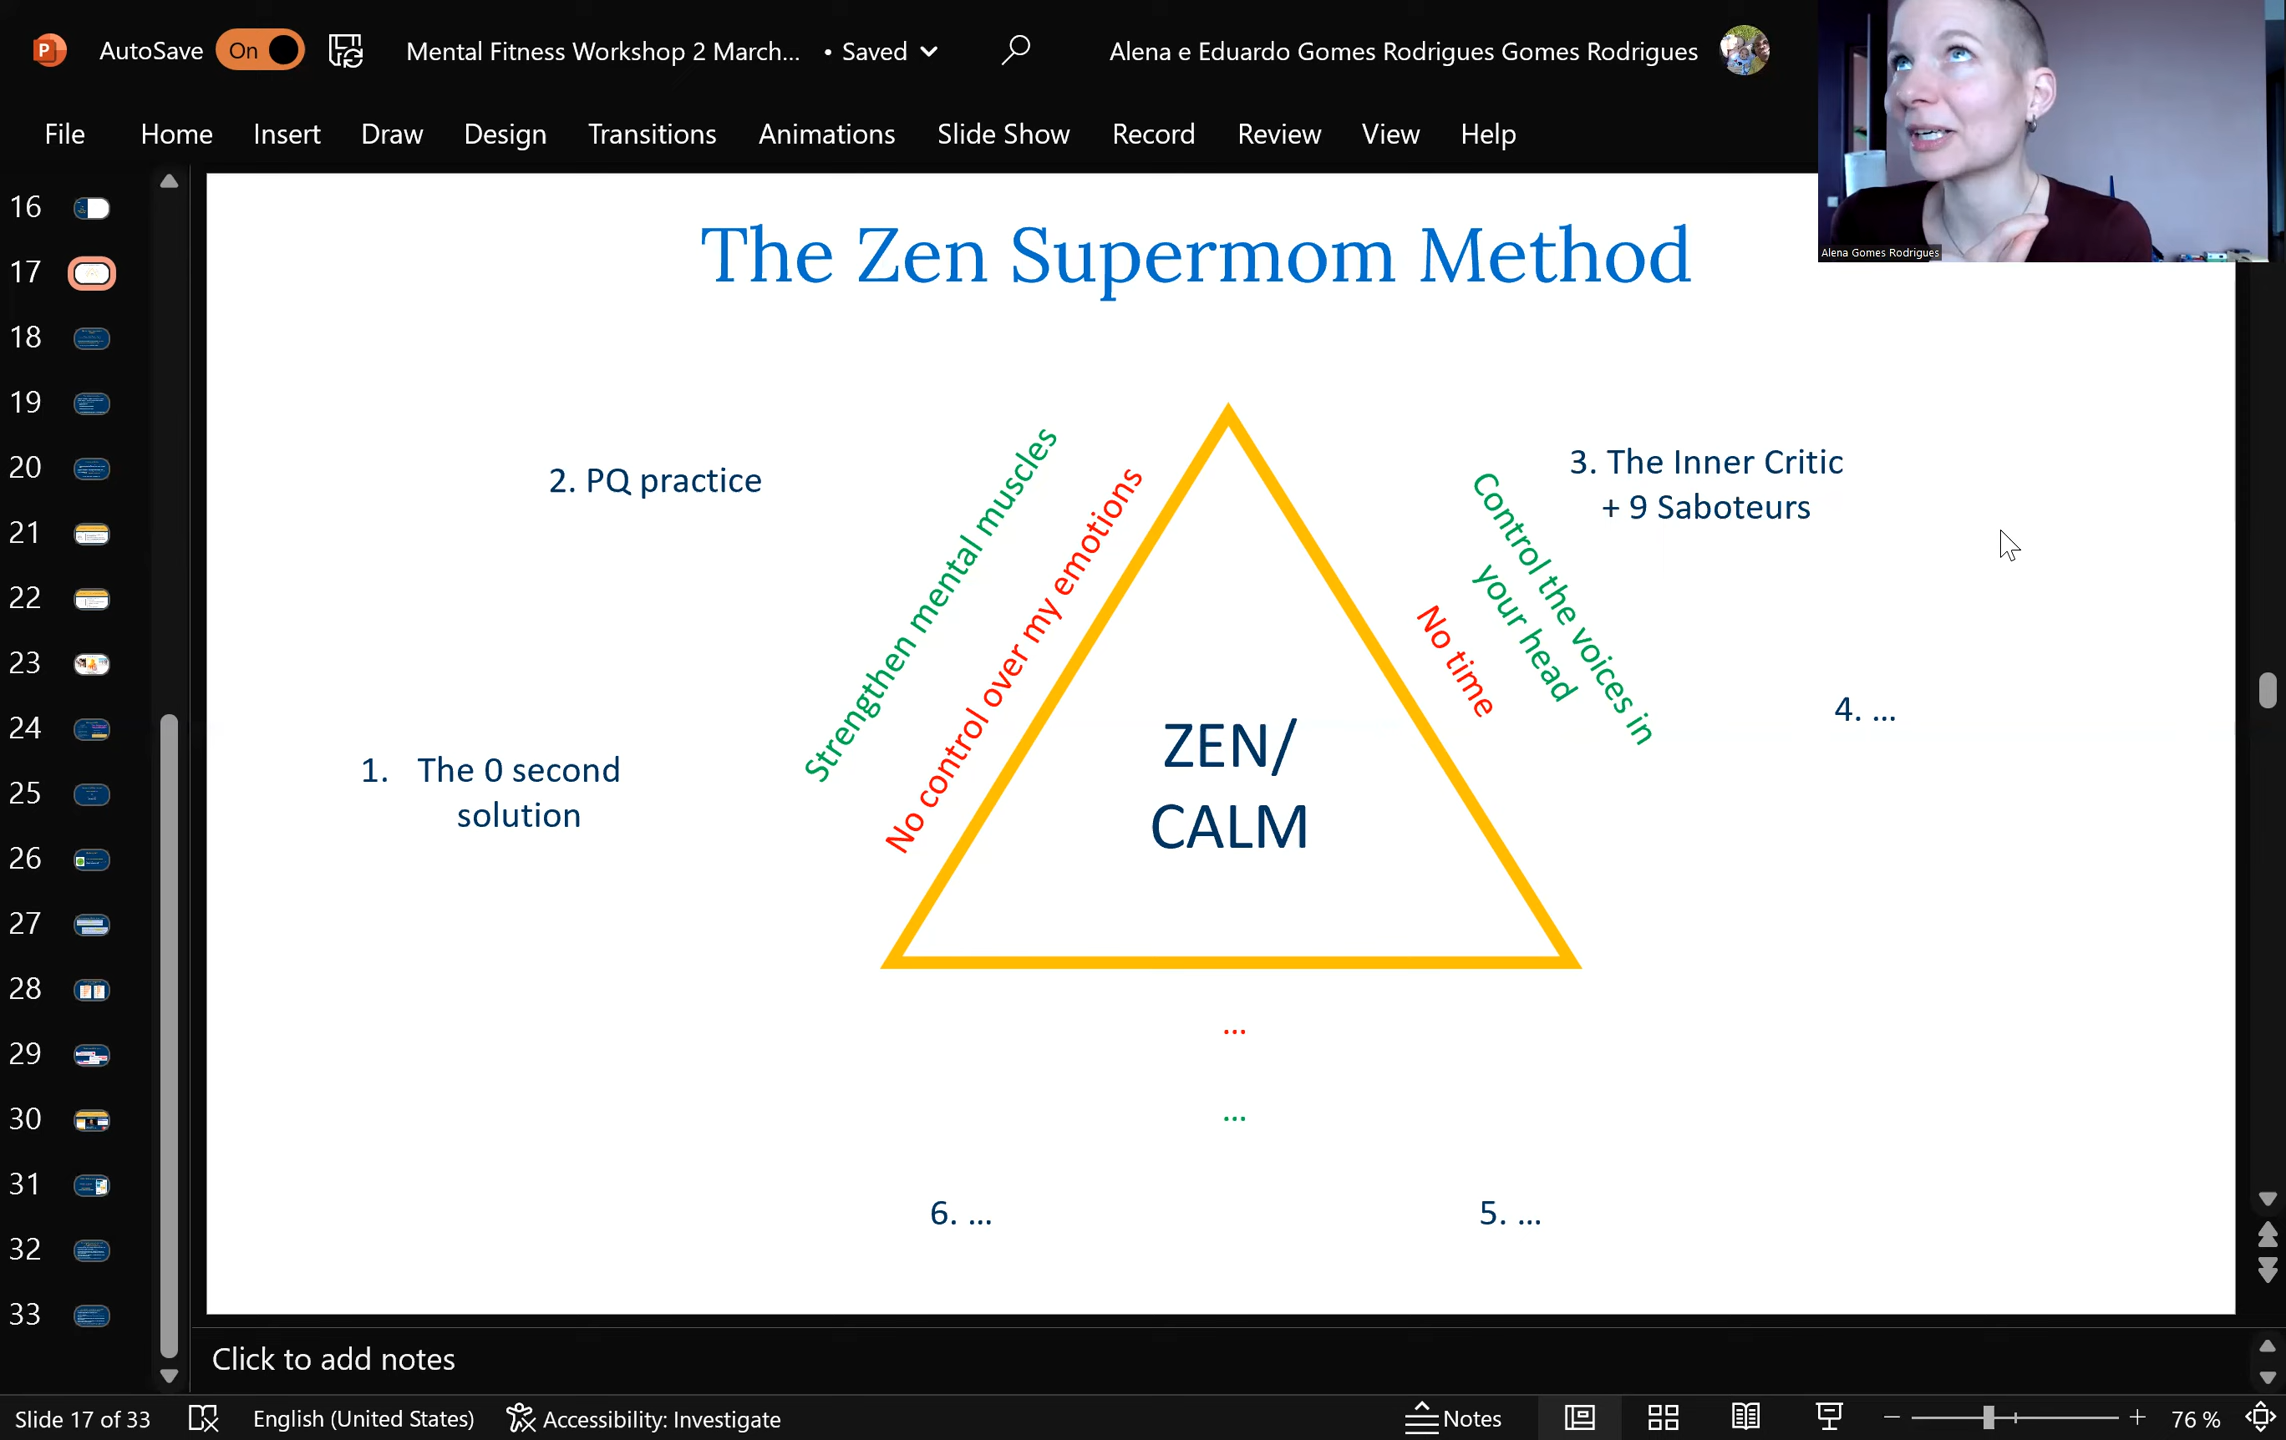 AutoSave On Mental Fitness Workshop 2 March... • Saved Alena e Eduardo Gomes Rodrigues Gomes Rodrigues
File Home Insert Draw Design Transitions Animations Slide Show Record Review View Help
Alena Gomes Rodrigues
16
17
18
19
20
21
22
23
24
25
26
27
28
29
30
31
32
33
The Zen Supermom Method
2. PQ practice
1. The 0 second
solution
Strengthen mental muscles
No control over my emotions
ZEN/
CALM
Control the voices in
your head
No time
3. The Inner Critic
+ 9 Saboteurs
4. ...
...
...
6. ...
5. ...
Click to add notes
Slide 17 of 33 English (United States) Accessibility: Investigate Notes 76 %